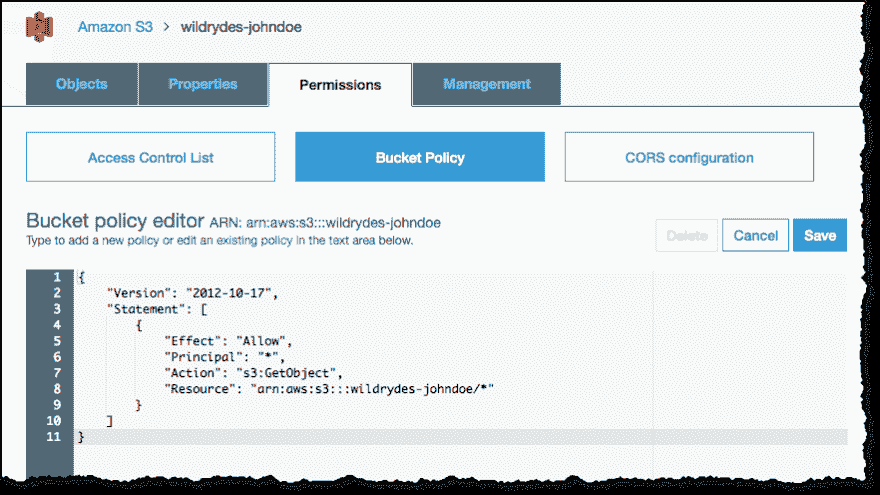 Amazon S3 > wildrydes-johndoe
Objects Properties Permissions Management
Access Control List Bucket Policy CORS configuration
Bucket policy editor ARN: arn:aws:s3:::wildrydes-johndoe
Type to add a new policy or edit an existing policy in the text area below.
Delete Cancel Save
1 {
2 "Version": "2012-10-17",
3 "Statement": [
4 {
5 "Effect": "Allow",
6 "Principal": "*",
7 "Action": "s3:GetObject",
8 "Resource": "arn:aws:s3:::wildrydes-johndoe/*"
9 }
10 ]
11 }